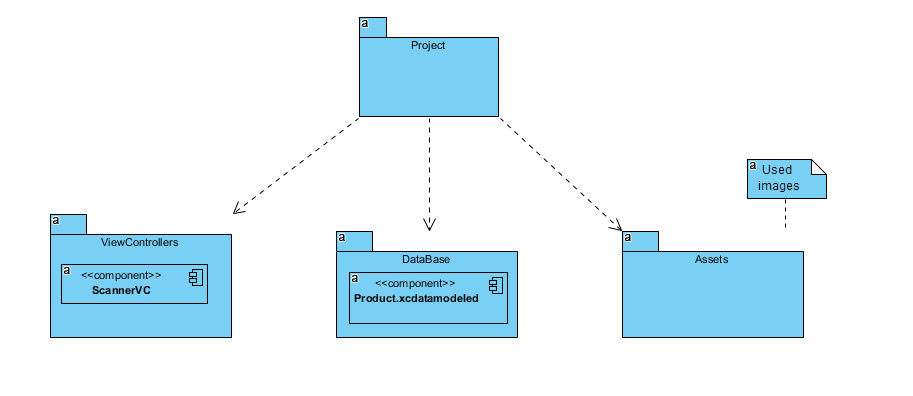 a
Project
a
Used
images
a
ViewControllers
a
<<component>>
ScannerVC
a
DataBase
a
<<component>>
Product.xcdatamodeled
a
Assets